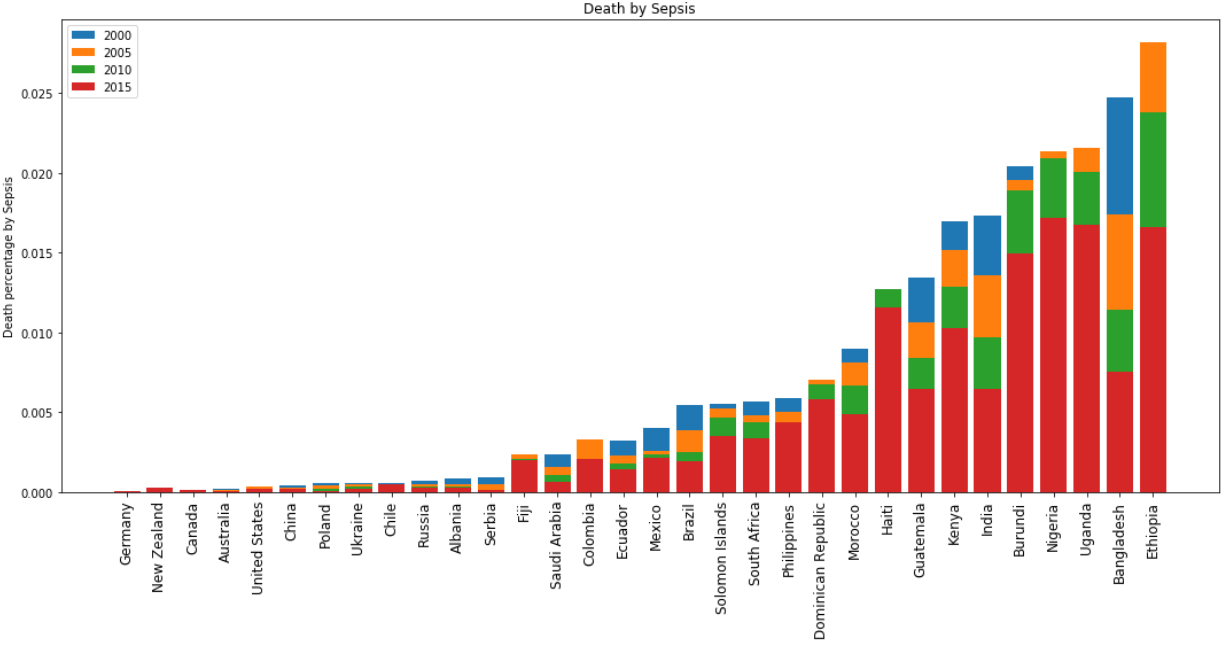 Death by Sepsis
2000
2005
2010
2015
Death percentage by Sepsis
0.025
0.020
0.015
0.010
0.005
0.000
Germany
New Zealand
Canada
Australia
United States
China
Poland
Ukraine
Chile
Russia
Albania
Serbia
Fiji
Saudi Arabia
Colombia
Ecuador
Mexico
Brazil
Solomon Islands
South Africa
Philippines
Dominican Republic
Morocco
Haiti
Guatemala
Kenya
India
Burundi
Nigeria
Uganda
Bangladesh
Ethiopia